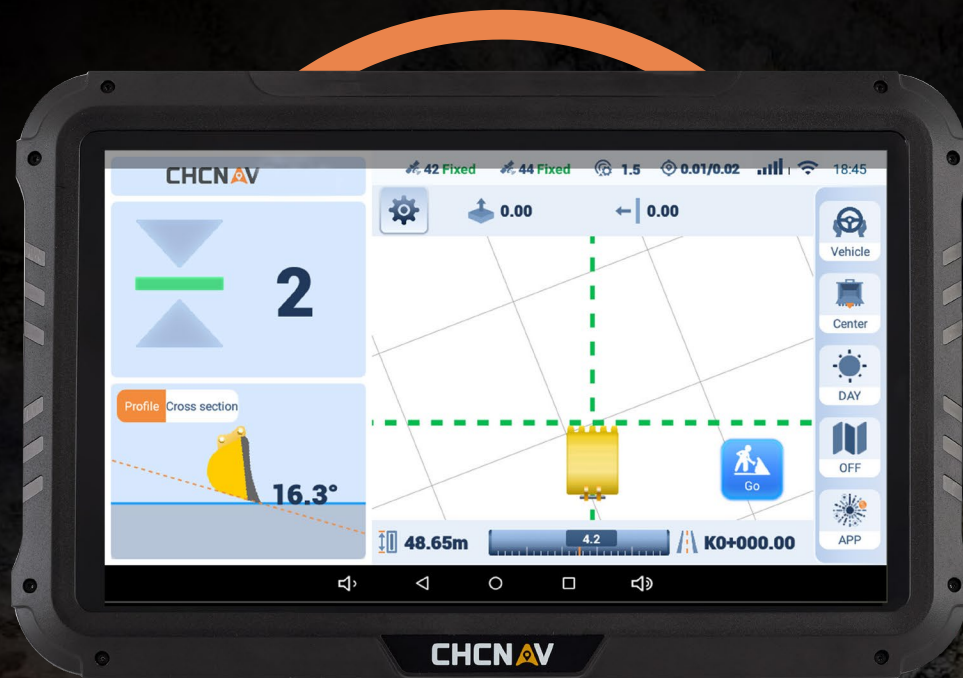 CHCNAV
42 Fixed
44 Fixed
1.5
0.01/0.02
18:45
0.00
0.00
Vehicle
2
Center
DAY
Profile
Cross section
16.3°
OFF
Go
APP
48.65m
4.2
K0+000.00
CHCNAV